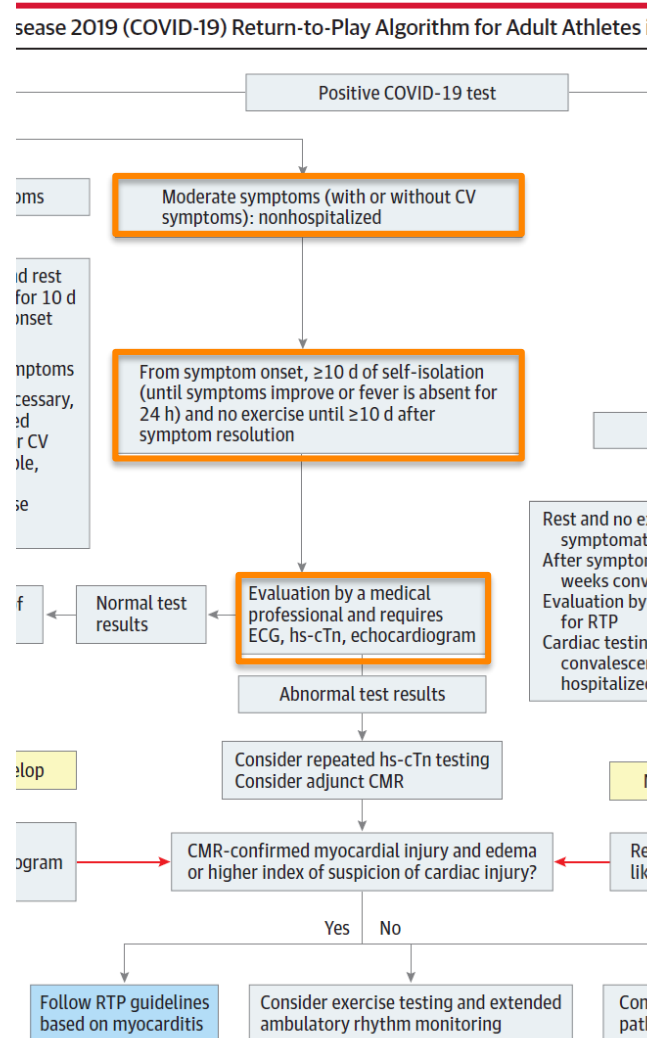 sease 2019 (COVID-19) Return-to-Play Algorithm for Adult Athletes i
Positive COVID-19 test
oms
Moderate symptoms (with or without CV
symptoms): nonhospitalized
d rest
for 10 d
onset
mptoms
cessary,
ed
r CV
ole,
se
From symptom onset, ≥10 d of self-isolation
(until symptoms improve or fever is absent for
24 h) and no exercise until ≥10 d after
symptom resolution
Rest and no e
symptomat
After sympto
weeks conv
Evaluation by
for RTP
Cardiac testin
convalesce
hospitalize
f
Normal test
results
Evaluation by a medical
professional and requires
ECG, hs-cTn, echocardiogram
Abnormal test results
Consider repeated hs-cTn testing
Consider adjunct CMR
elop
ogram
CMR-confirmed myocardial injury and edema
or higher index of suspicion of cardiac injury?
Re
lik
Yes No
Follow RTP guidelines
based on myocarditis
Consider exercise testing and extended
ambulatory rhythm monitoring
Con
path